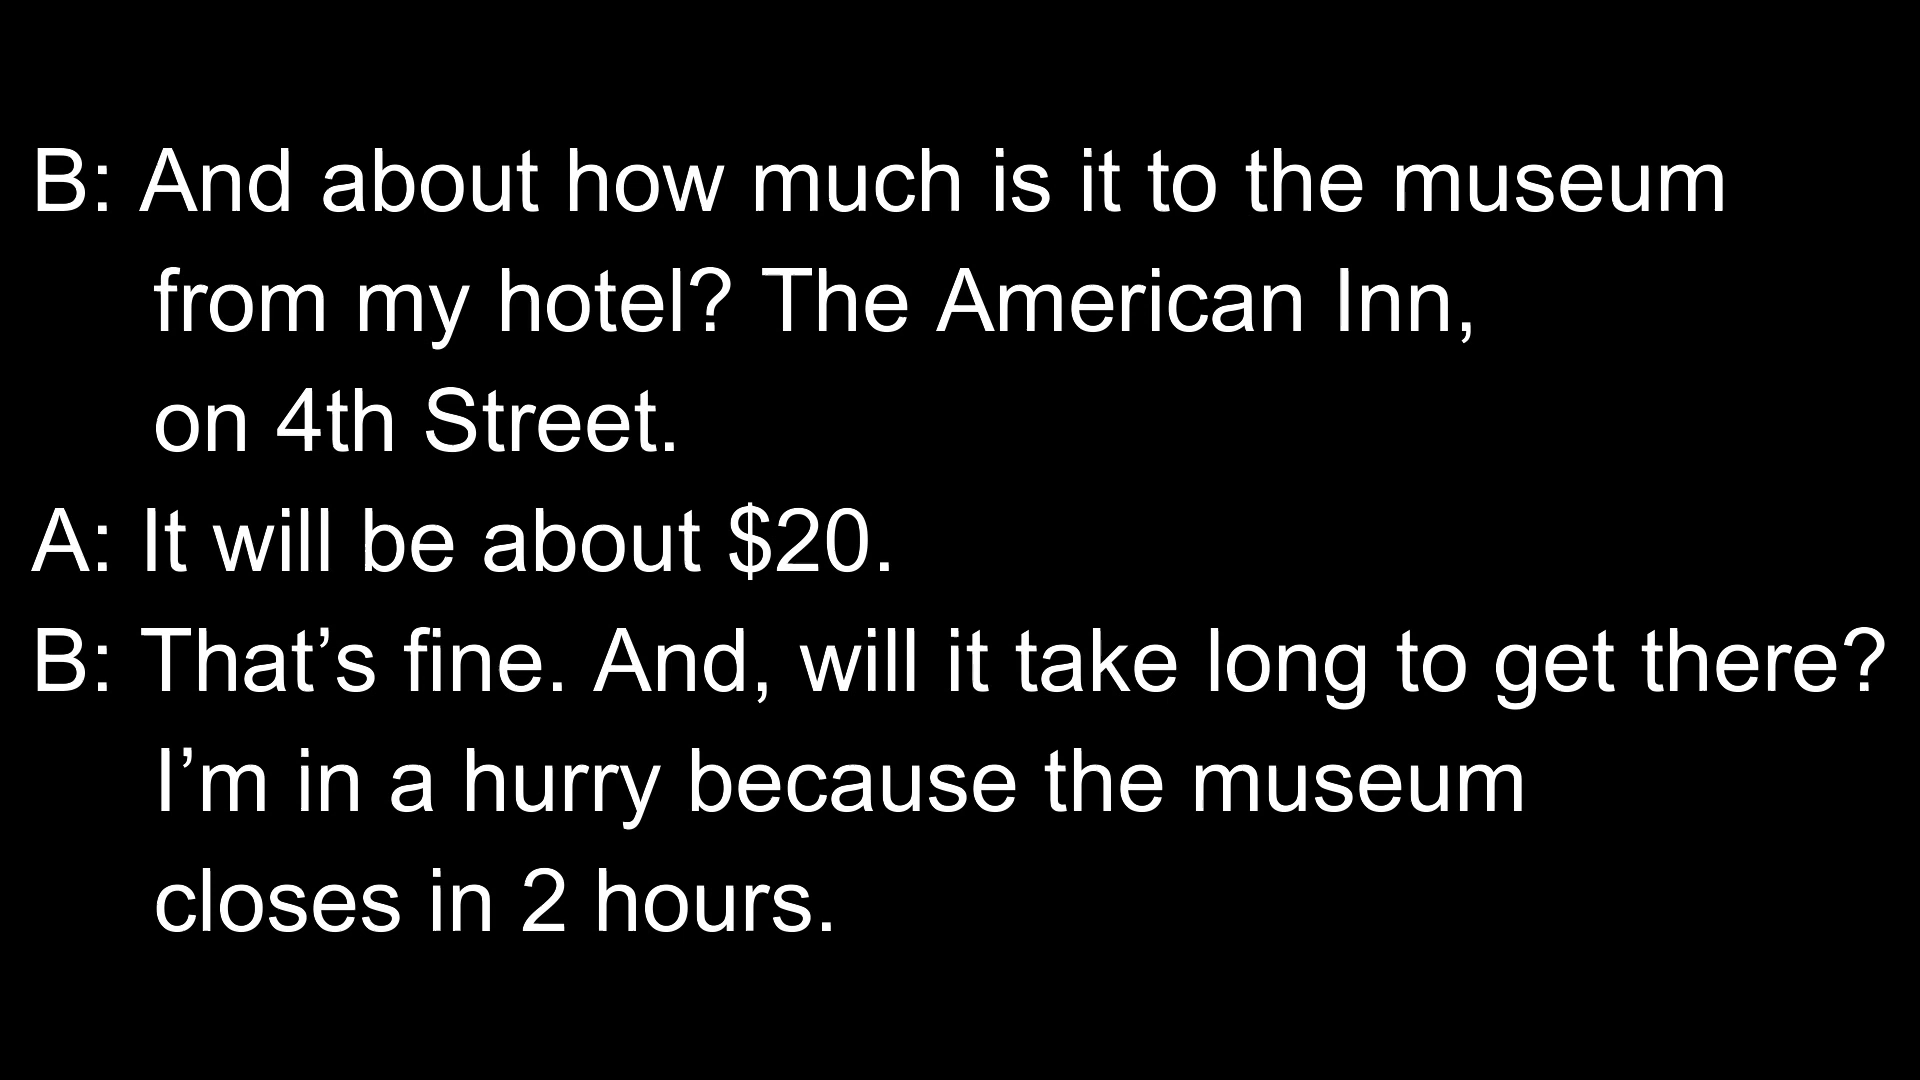 B: And about how much is it to the museum
from my hotel? The American Inn,
on 4th Street.
A: It will be about $20.
B: That’s fine. And, will it take long to get there?
I’m in a hurry because the museum
closes in 2 hours.